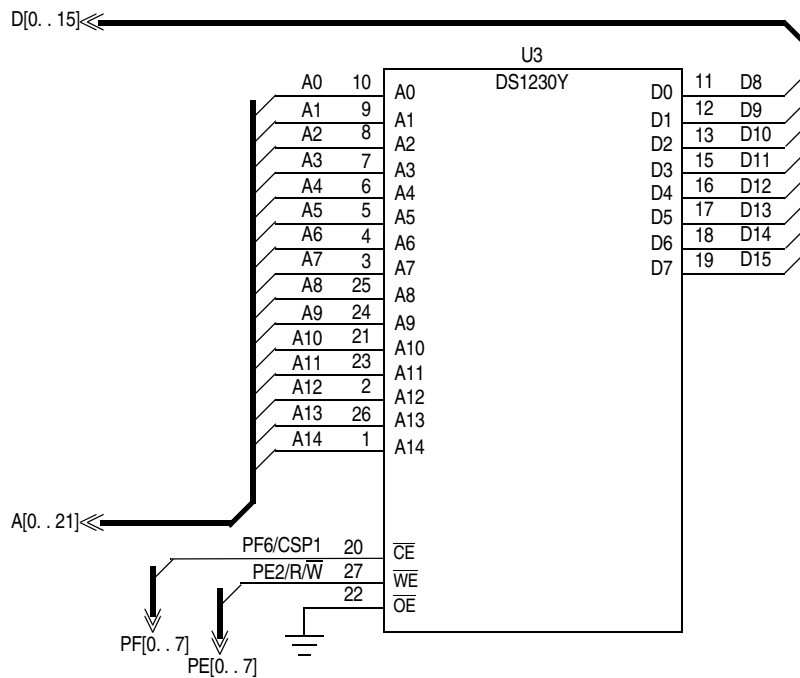 D[0. . 15]
U3
DS1230Y
A0 10 A0 D0 11 D8
A1 9 A1 D1 12 D9
A2 8 A2 D2 13 D10
A3 7 A3 D3 15 D11
A4 6 A4 D4 16 D12
A5 5 A5 D5 17 D13
A6 4 A6 D6 18 D14
A7 3 A7 D7 19 D15
A8 25 A8
A9 24 A9
A10 21 A10
A11 23 A11
A12 2 A12
A13 26 A13
A14 1 A14
A[0. . 21]
PF6/CSP1 20 C̅E̅
PE2/R/W̅ 27 W̅E̅
22 O̅E̅
PF[0. . 7]
PE[0. . 7]